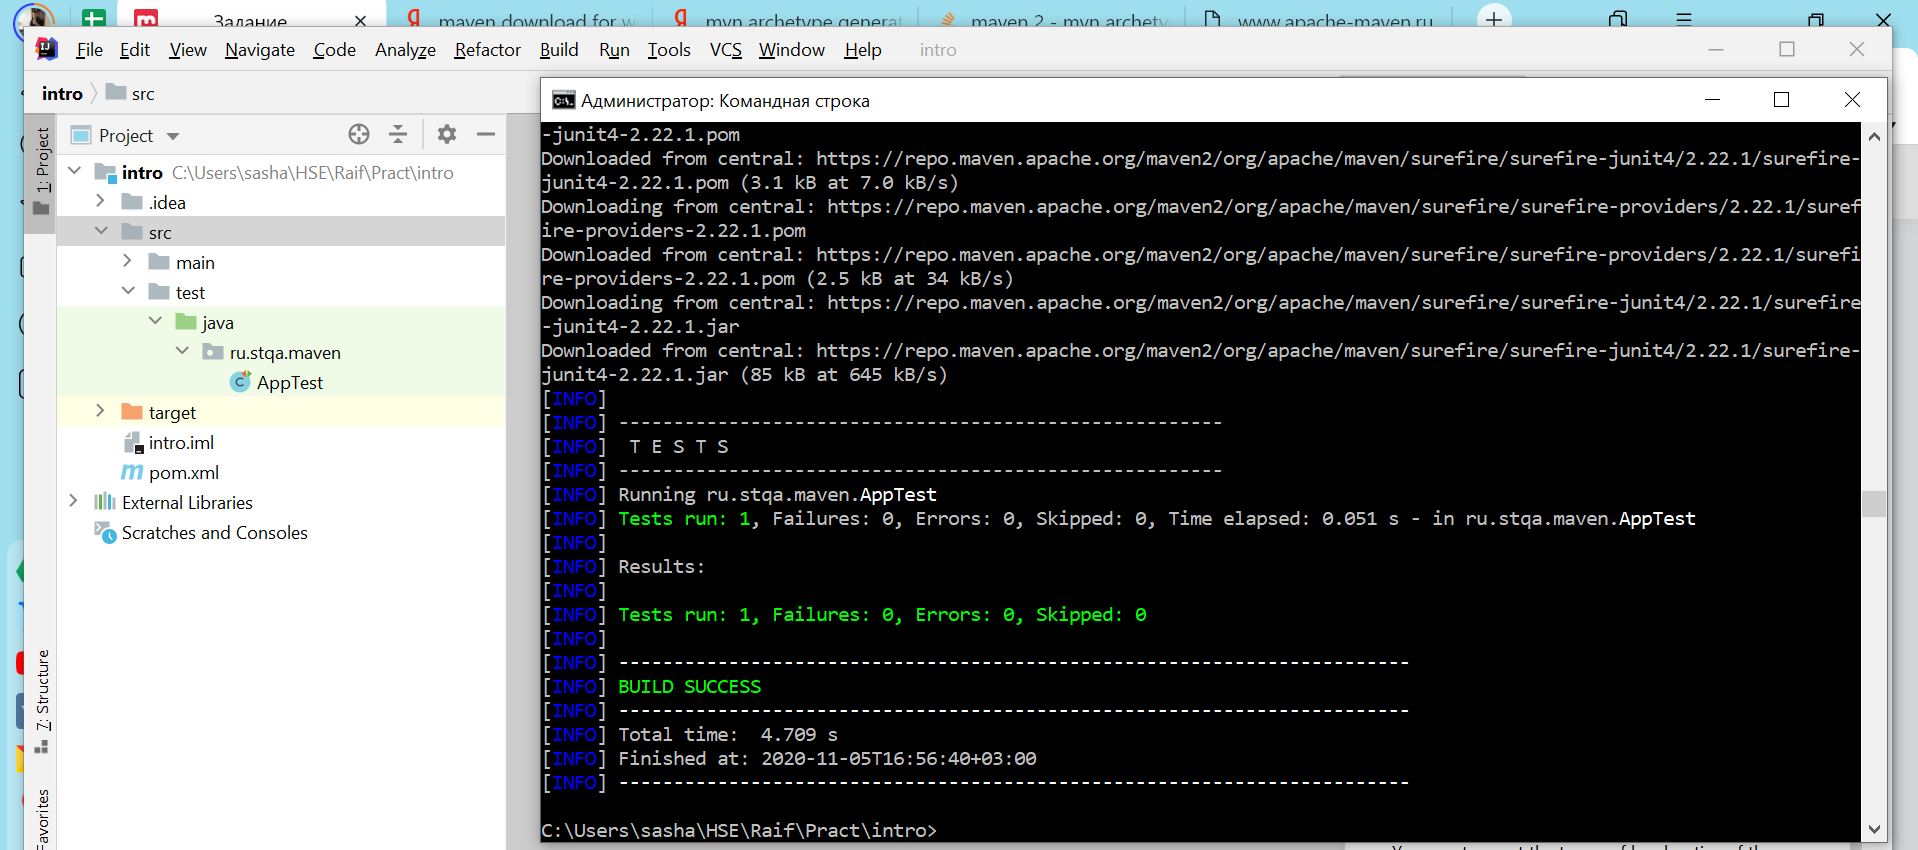 Задание
maven download for w
mvn archetype generat
maven 2 - mvn archety
www.apache-maven.ru
File Edit View Navigate Code Analyze Refactor Build Run Tools VCS Window Help intro
intro src
Администратор: Командная строка
1: Project
Project
intro C:\Users\sasha\HSE\Raif\Pract\intro
.idea
src
main
test
java
ru.stqa.maven
AppTest
target
intro.iml
pom.xml
External Libraries
Scratches and Consoles
7: Structure
Favorites
-junit4-2.22.1.pom
Downloaded from central: https://repo.maven.apache.org/maven2/org/apache/maven/surefire/surefire-junit4/2.22.1/surefire-
junit4-2.22.1.pom (3.1 kB at 7.0 kB/s)
Downloading from central: https://repo.maven.apache.org/maven2/org/apache/maven/surefire/surefire-providers/2.22.1/suref
ire-providers-2.22.1.pom
Downloaded from central: https://repo.maven.apache.org/maven2/org/apache/maven/surefire/surefire-providers/2.22.1/surefi
re-providers-2.22.1.pom (2.5 kB at 34 kB/s)
Downloading from central: https://repo.maven.apache.org/maven2/org/apache/maven/surefire/surefire-junit4/2.22.1/surefire
-junit4-2.22.1.jar
Downloaded from central: https://repo.maven.apache.org/maven2/org/apache/maven/surefire/surefire-junit4/2.22.1/surefire-
junit4-2.22.1.jar (85 kB at 645 kB/s)
[INFO]
[INFO] -------------------------------------------------------
[INFO]  T E S T S
[INFO] -------------------------------------------------------
[INFO] Running ru.stqa.maven.AppTest
[INFO] Tests run: 1, Failures: 0, Errors: 0, Skipped: 0, Time elapsed: 0.051 s - in ru.stqa.maven.AppTest
[INFO]
[INFO] Results:
[INFO]
[INFO] Tests run: 1, Failures: 0, Errors: 0, Skipped: 0
[INFO]
[INFO] ------------------------------------------------------------------------
[INFO] BUILD SUCCESS
[INFO] ------------------------------------------------------------------------
[INFO] Total time:  4.709 s
[INFO] Finished at: 2020-11-05T16:56:40+03:00
[INFO] ------------------------------------------------------------------------
C:\Users\sasha\HSE\Raif\Pract\intro>